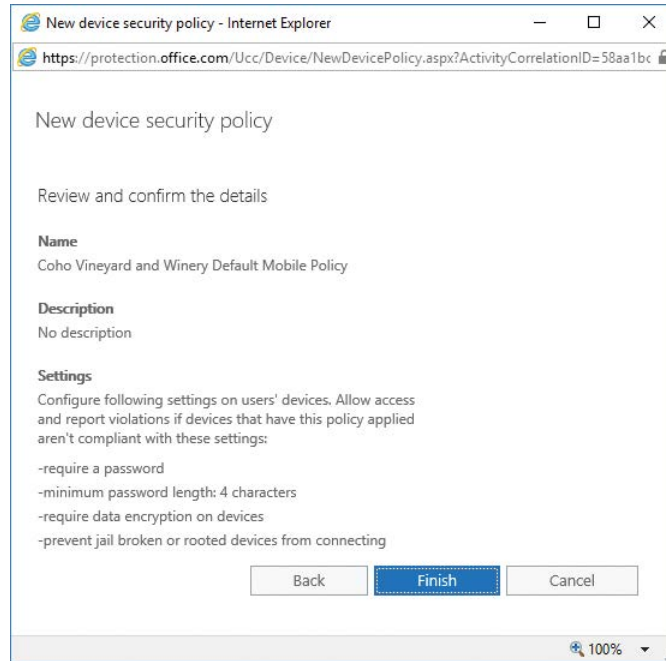 New device security policy - Internet Explorer
https://protection.office.com/Ucc/Device/NewDevicePolicy.aspx?ActivityCorrelationID=58aa1bc
New device security policy
Review and confirm the details
Name
Coho Vineyard and Winery Default Mobile Policy
Description
No description
Settings
Configure following settings on users' devices. Allow access
and report violations if devices that have this policy applied
aren't compliant with these settings:
-require a password
-minimum password length: 4 characters
-require data encryption on devices
-prevent jail broken or rooted devices from connecting
Back Finish Cancel
100%